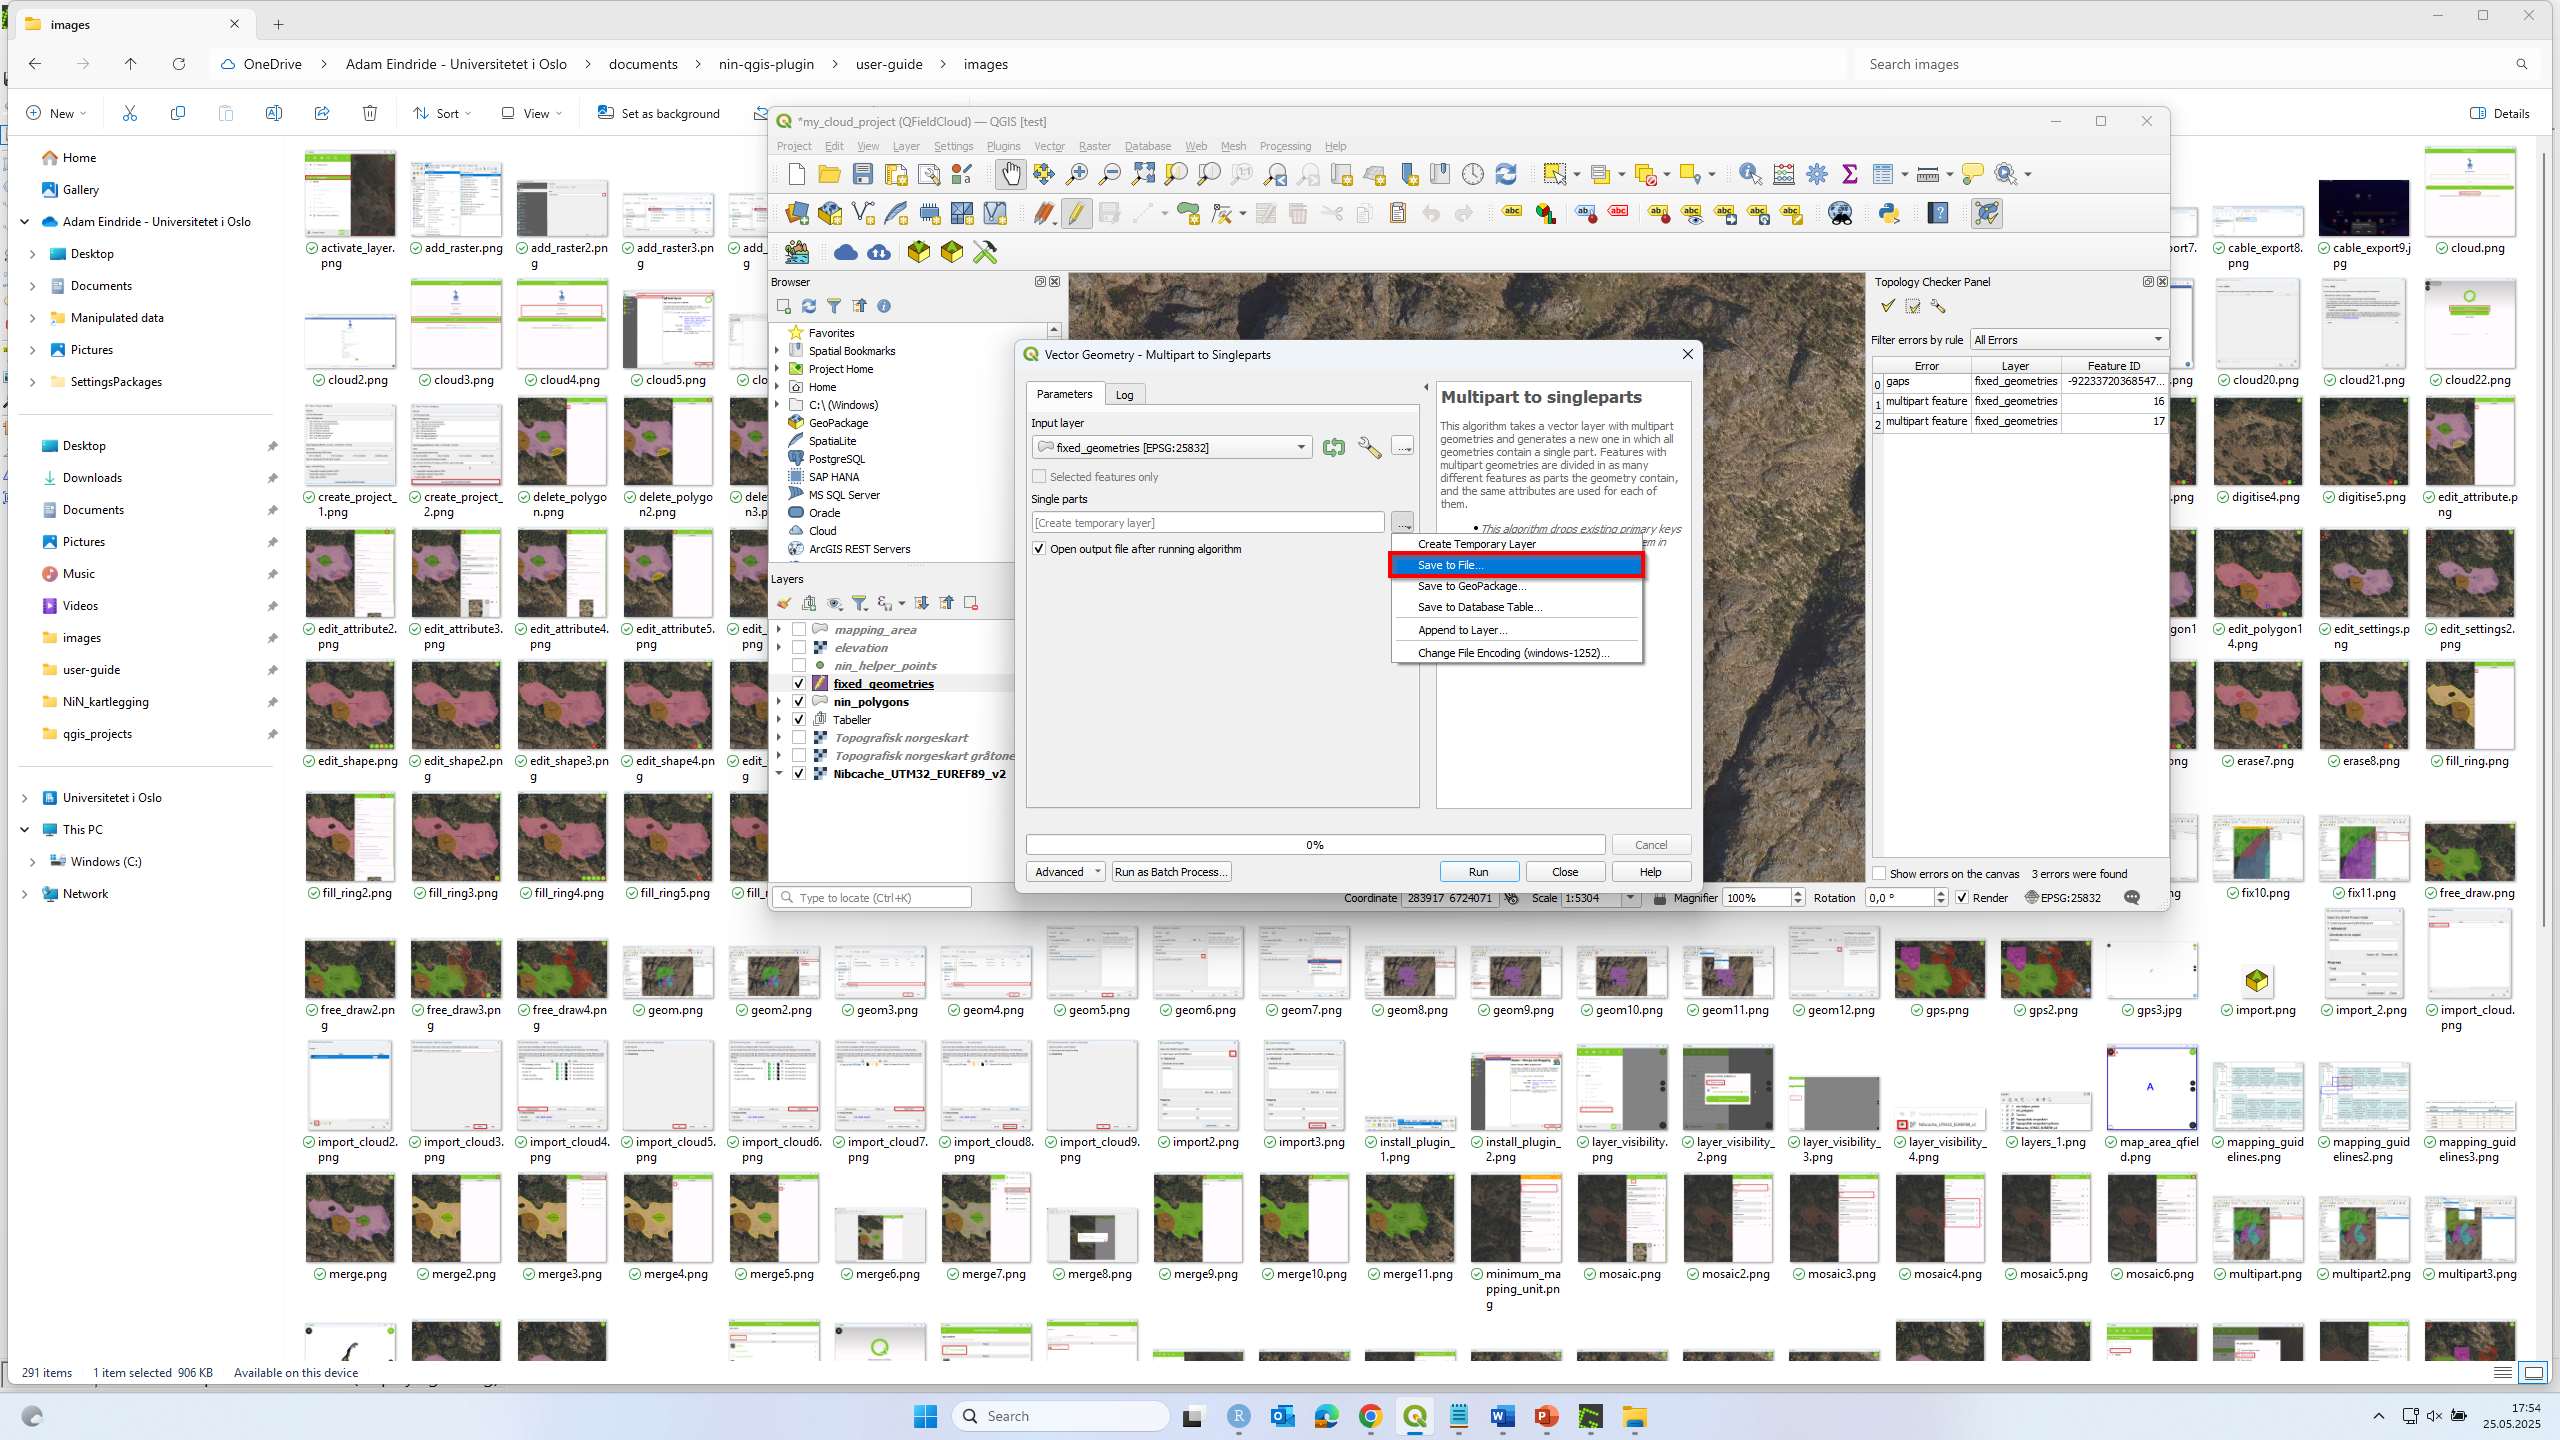 images
OneDrive > Adam Eindride - Universitetet i Oslo > documents > nin-qgis-plugin > user-guide > images
Search images
New
Sort
View
Set as background
Details
Home
Gallery
Adam Eindride - Universitetet i Oslo
Desktop
Documents
Manipulated data
Pictures
SettingsPackages
Desktop
Downloads
Documents
Pictures
Music
Videos
images
user-guide
NiN_kartlegging
qgis_projects
Universitetet i Oslo
This PC
Windows (C:)
Network
activate_layer.png
add_raster.png
add_raster2.png
add_raster3.png
cable_export8.png
cable_export9.jpg
cloud.png
cloud2.png
cloud3.png
cloud4.png
cloud5.png
cloud20.png
cloud21.png
cloud22.png
create_project_1.png
create_project_2.png
delete_polygon.png
delete_polygon2.png
digitise4.png
digitise5.png
edit_attribute.png
edit_attribute2.png
edit_attribute3.png
edit_attribute4.png
edit_attribute5.png
edit_polygon14.png
edit_settings.png
edit_settings2.png
edit_shape.png
edit_shape2.png
edit_shape3.png
edit_shape4.png
erase7.png
erase8.png
fill_ring.png
fill_ring2.png
fill_ring3.png
fill_ring4.png
fill_ring5.png
fix10.png
fix11.png
free_draw.png
*my_cloud_project (QFieldCloud) — QGIS [test]
Project Edit View Layer Settings Plugins Vector Raster Database Web Mesh Processing Help
Browser
Favorites
Spatial Bookmarks
Project Home
Home
C:\ (Windows)
GeoPackage
SpatiaLite
PostgreSQL
SAP HANA
MS SQL Server
Oracle
Cloud
ArcGIS REST Servers
Layers
mapping_area
elevation
nin_helper_points
fixed_geometries
nin_polygons
Tabeller
Topografisk norgeskart
Topografisk norgeskart gråtone
Nibcache_UTM32_EUREF89_v2
Type to locate (Ctrl+K)
Vector Geometry - Multipart to Singleparts
Parameters
Log
Input layer
fixed_geometries [EPSG:25832]
Selected features only
Single parts
[Create temporary layer]
Open output file after running algorithm
Multipart to singleparts
This algorithm takes a vector layer with multipart
geometries and generates a new one in which all
geometries contain a single part. Features with
multipart geometries are divided in as many
different features as parts the geometry contain,
and the same attributes are used for each of
them.
• This algorithm drops existing primary keys
em in
Create Temporary Layer
Save to File...
Save to GeoPackage...
Save to Database Table...
Append to Layer...
Change File Encoding (windows-1252)...
0%
Cancel
Advanced
Run as Batch Process...
Run
Close
Help
Topology Checker Panel
Filter errors by rule All Errors
Error Layer Feature ID
0 gaps fixed_geometries -92233720368547...
1 multipart feature fixed_geometries 16
2 multipart feature fixed_geometries 17
Show errors on the canvas 3 errors were found
Coordinate 283917 6724071 Scale 1:5304 Magnifier 100% Rotation 0,0 ° Render EPSG:25832
free_draw2.png
free_draw3.png
free_draw4.png
geom.png
geom2.png
geom3.png
geom4.png
geom5.png
geom6.png
geom7.png
geom8.png
geom9.png
geom10.png
geom11.png
geom12.png
gps.png
gps2.png
gps3.jpg
import.png
import_2.png
import_cloud.png
import_cloud2.png
import_cloud3.png
import_cloud4.png
import_cloud5.png
import_cloud6.png
import_cloud7.png
import_cloud8.png
import_cloud9.png
import2.png
import3.png
install_plugin_1.png
install_plugin_2.png
layer_visibility.png
layer_visibility_2.png
layer_visibility_3.png
layer_visibility_4.png
layers_1.png
map_area_qfield.png
mapping_guidelines.png
mapping_guidelines2.png
mapping_guidelines3.png
merge.png
merge2.png
merge3.png
merge4.png
merge5.png
merge6.png
merge7.png
merge8.png
merge9.png
merge10.png
merge11.png
minimum_mapping_unit.png
mosaic.png
mosaic2.png
mosaic3.png
mosaic4.png
mosaic5.png
mosaic6.png
multipart.png
multipart2.png
multipart3.png
291 items 1 item selected 906 KB Available on this device
Search
17:54
25.05.2025